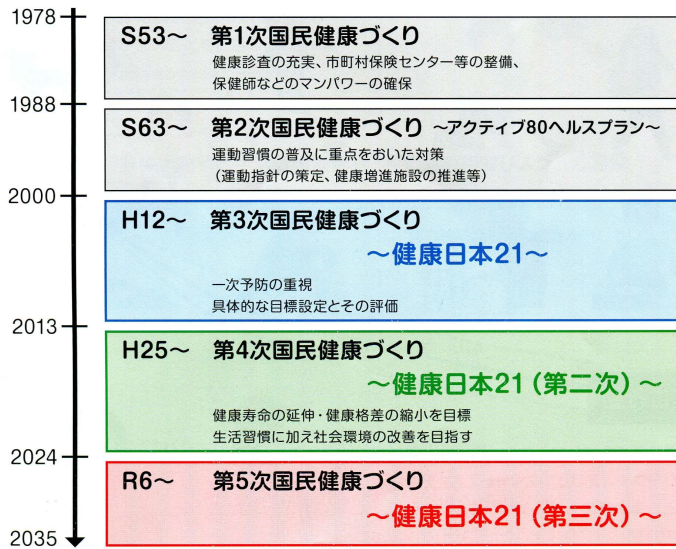 1978
S53～ 第1次国民健康づくり
健康診査の充実、市町村保険センター等の整備、
保健師などのマンパワーの確保
1988
S63～ 第2次国民健康づくり ～アクティブ80ヘルスプラン～
運動習慣の普及に重点をおいた対策
（運動指針の策定、健康増進施設の推進等）
2000
H12～ 第3次国民健康づくり
～健康日本21～
一次予防の重視
具体的な目標設定とその評価
2013
H25～ 第4次国民健康づくり
～健康日本21（第二次）～
健康寿命の延伸・健康格差の縮小を目標
生活習慣に加え社会環境の改善を目指す
2024
R6～ 第5次国民健康づくり
～健康日本21（第三次）～
2035